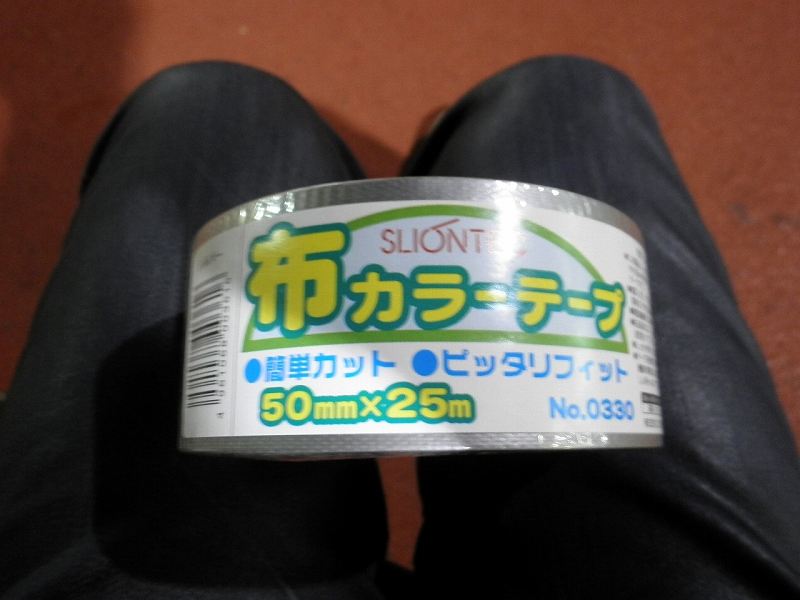 SLIONTEC
布カラーテープ
●簡単カット ●ピッタリフィット
50mm×25m
No.0330